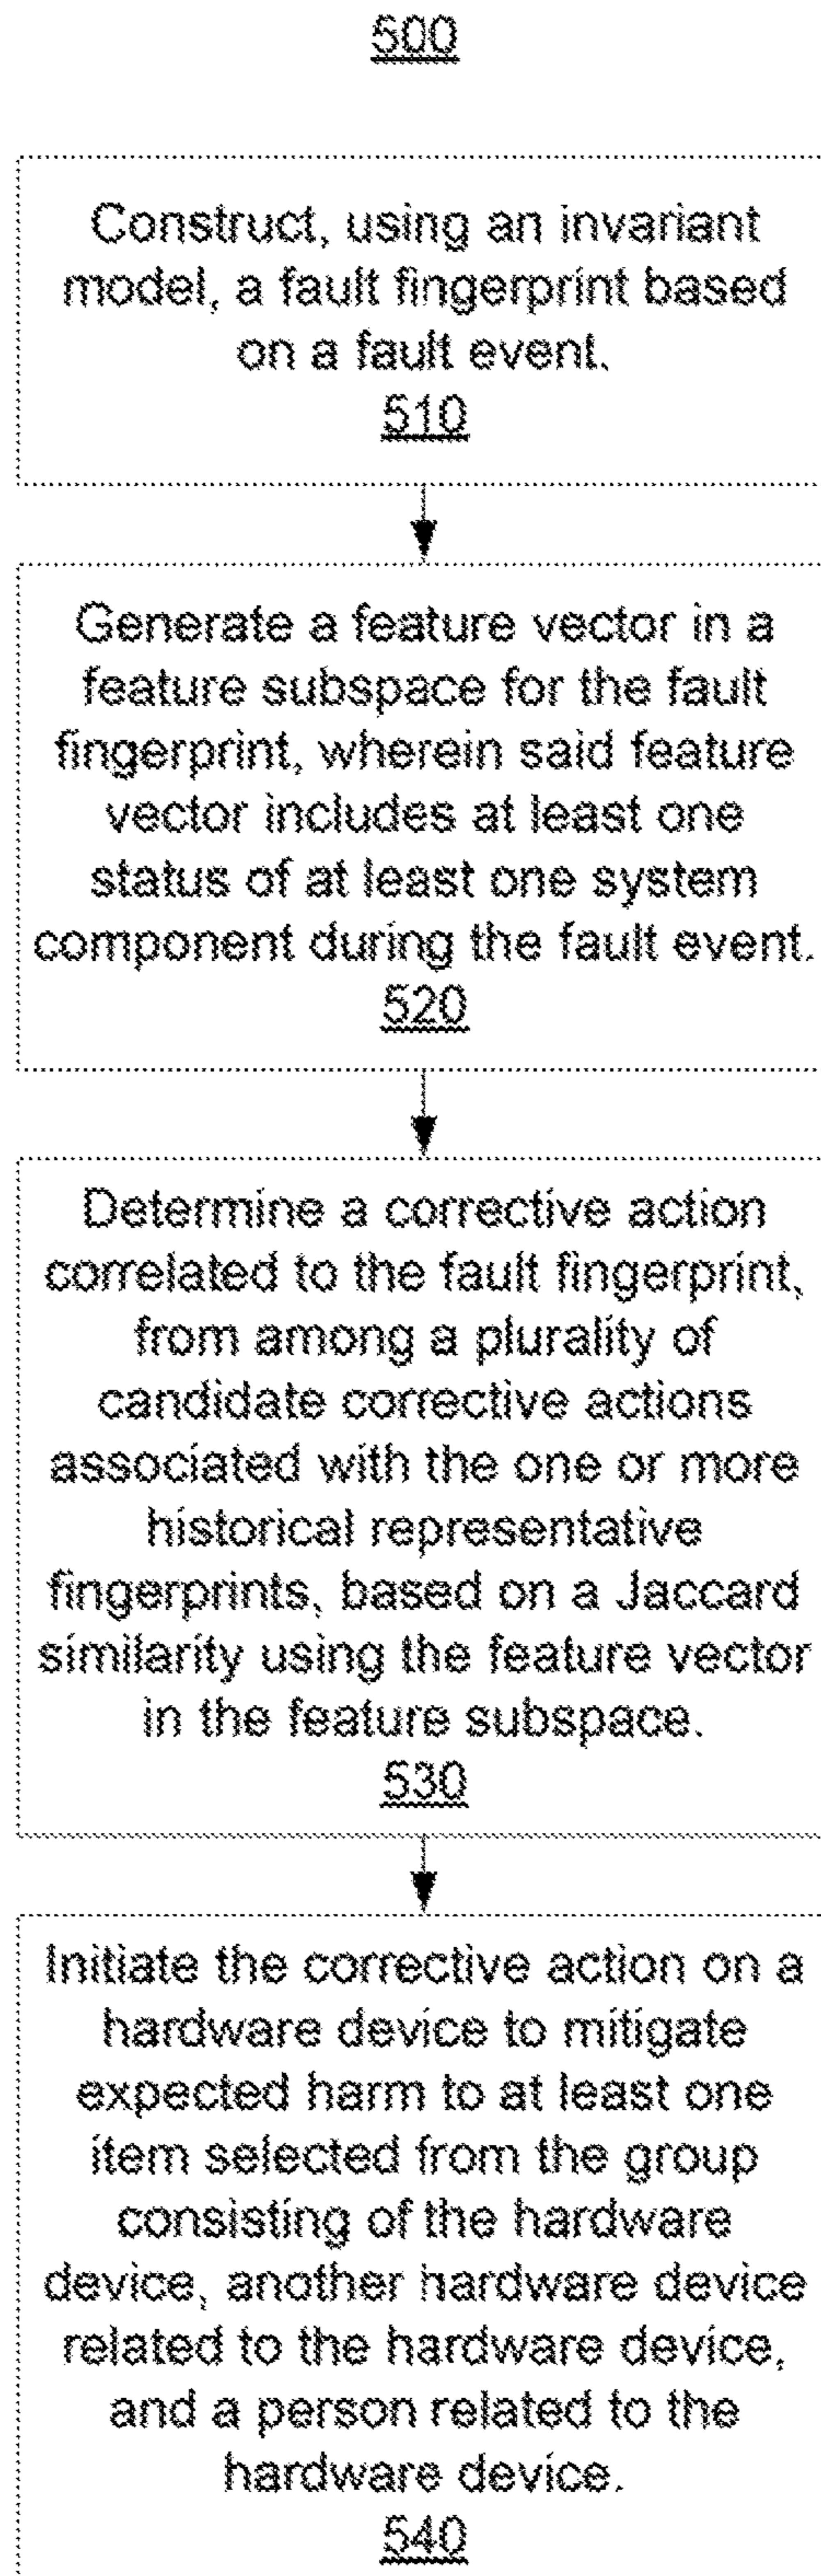 500
Construct, using an invariant
model, a fault fingerprint based
on a fault event.
510
Generate a feature vector in a
feature subspace for the fault
fingerprint, wherein said feature
vector includes at least one
status of at least one system
component during the fault event.
520
Determine a corrective action
correlated to the fault fingerprint,
from among a plurality of
candidate corrective actions
associated with the one or more
historical representative
fingerprints, based on a Jaccard
similarity using the feature vector
in the feature subspace.
530
Initiate the corrective action on a
hardware device to mitigate
expected harm to at least one
item selected from the group
consisting of the hardware
device, another hardware device
related to the hardware device,
and a person related to the
hardware device.
540